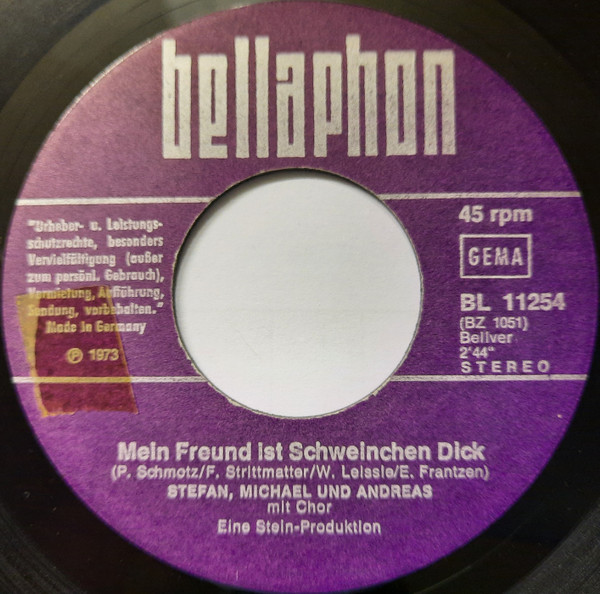 bellaphon
"Urheber- u. Leistungs-
schutzrechte, besonders
Vervielfältigung (außer
zum persönl. Gebrauch),
Vermietung, Aufführung,
Sendung, vorbehalten."
Made in Germany
℗ 1973
45 rpm
GEMA
BL 11254
(BZ 1051)
Bellver
2'44"
STEREO
Mein Freund ist Schweinchen Dick
(P. Schmotz/F. Strittmatter/W. Leissle/E. Frantzen)
STEFAN, MICHAEL UND ANDREAS
mit Chor
Eine Stein-Produktion